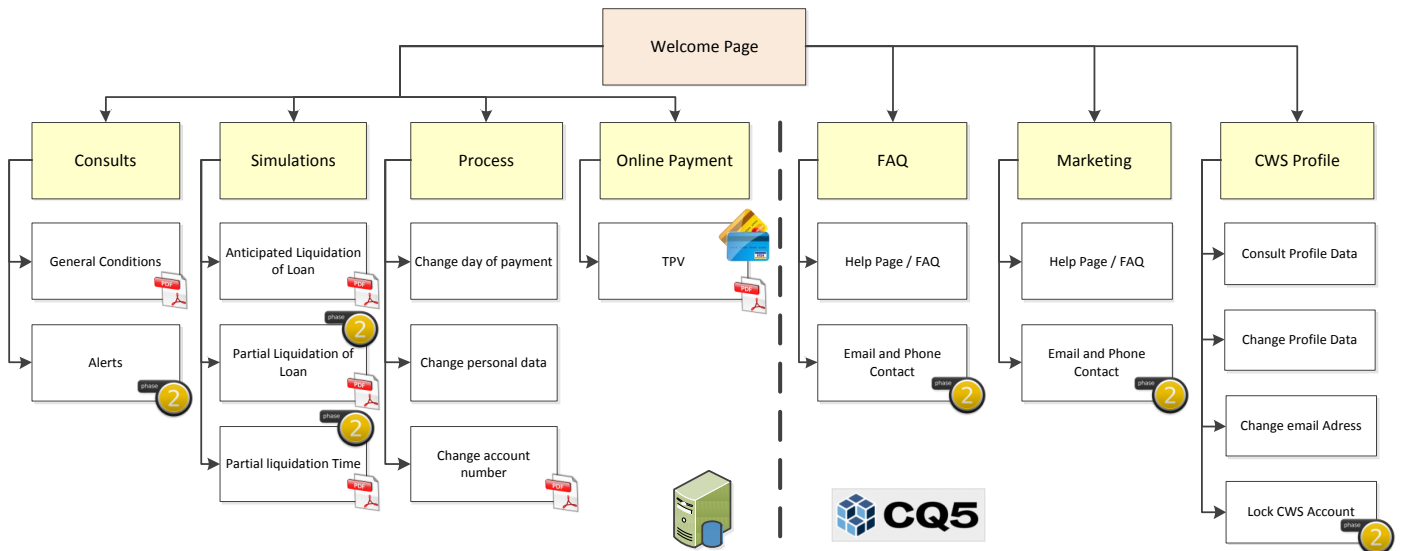 Welcome Page
Consults
Simulations
Process
Online Payment
FAQ
Marketing
CWS Profile
General Conditions
PDF
Alerts
phase
2
Anticipated Liquidation
of Loan
PDF
phase
2
Partial Liquidation of
Loan
PDF
phase
2
Partial liquidation Time
PDF
Change day of payment
Change personal data
Change account
number
PDF
TPV
PDF
Help Page / FAQ
Email and Phone
Contact
phase
2
Help Page / FAQ
Email and Phone
Contact
phase
2
Consult Profile Data
Change Profile Data
Change email Adress
Lock CWS Account
phase
2
CQ5